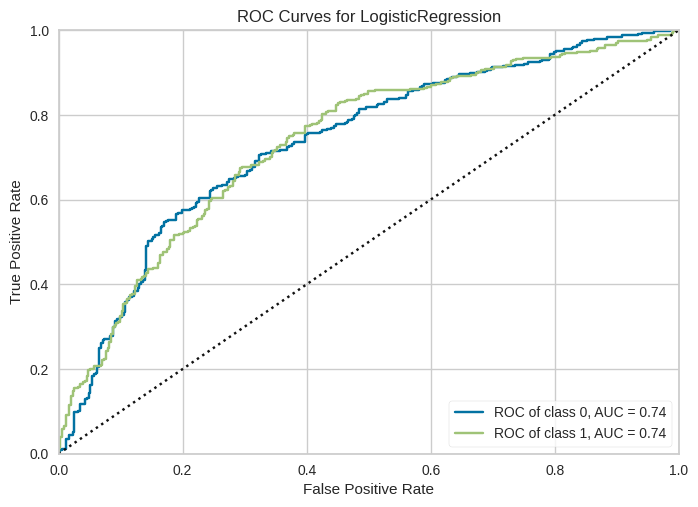 ROC Curves for LogisticRegression
1.0
0.8
0.6
0.4
0.2
0.0
True Positive Rate
ROC of class 0, AUC = 0.74
ROC of class 1, AUC = 0.74
0.0 0.2 0.4 0.6 0.8 1.0
False Positive Rate